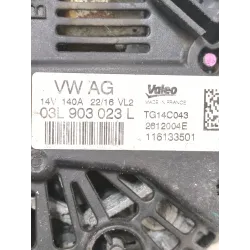 VW AG
14V 140A 22/16 VL2
03L 903 023 L
Valeo
MADE IN FRANCE
TG14C043
2612004E
116133501